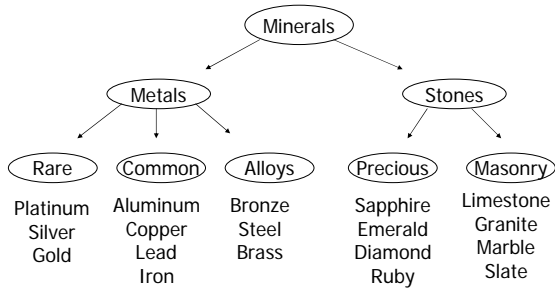 Minerals
Metals
Stones
Rare
Common
Alloys
Precious
Masonry
Platinum
Silver
Gold
Aluminum
Copper
Lead
Iron
Bronze
Steel
Brass
Sapphire
Emerald
Diamond
Ruby
Limestone
Granite
Marble
Slate